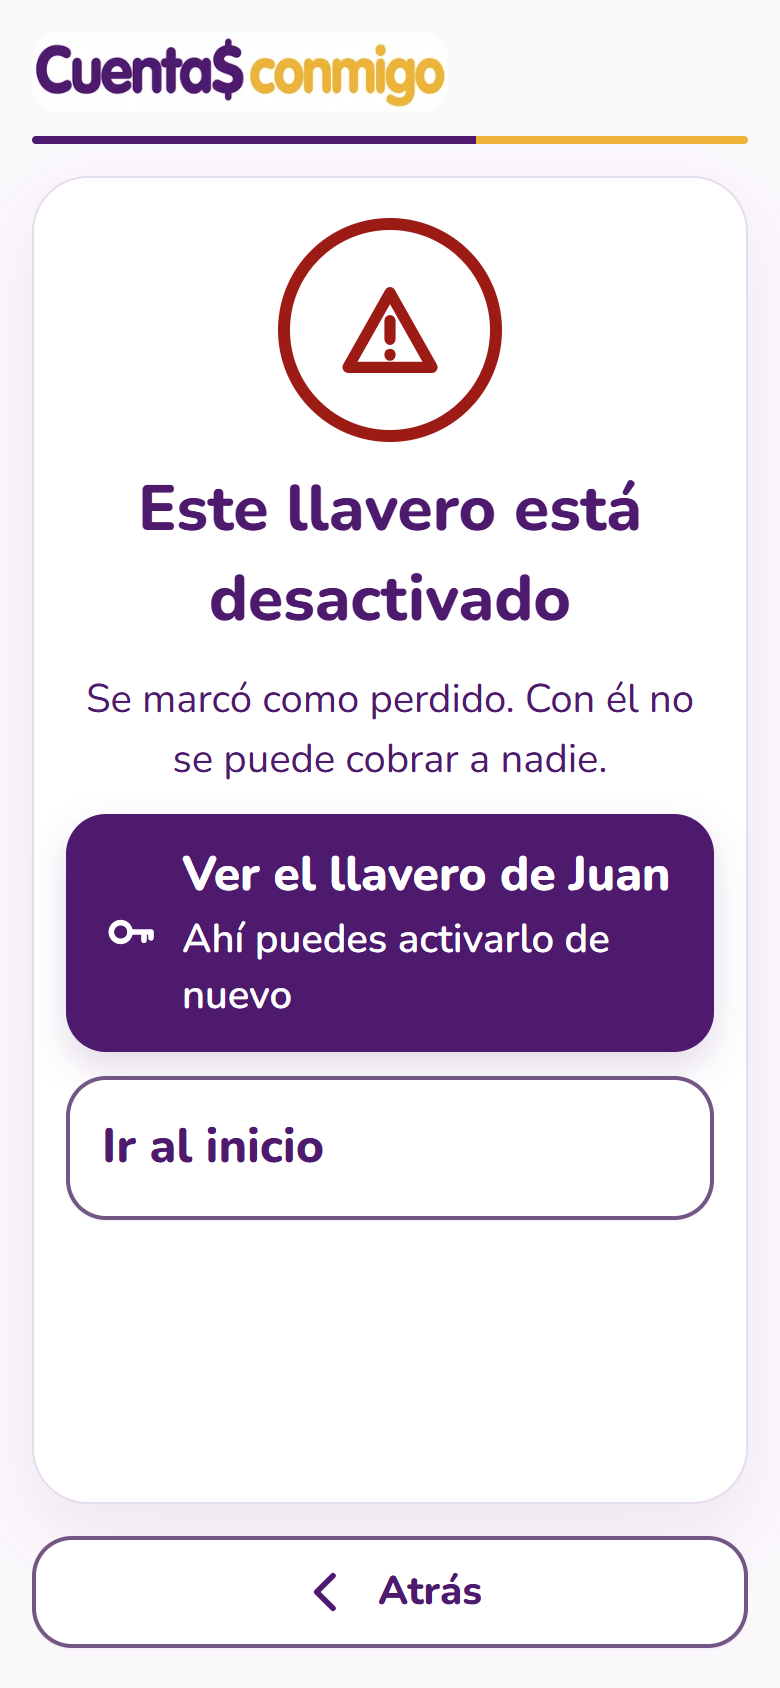 Cuenta$ conmigo
Este llavero está
desactivado
Se marcó como perdido. Con él no
se puede cobrar a nadie.
Ver el llavero de Juan
Ahí puedes activarlo de
nuevo
Ir al inicio
Atrás